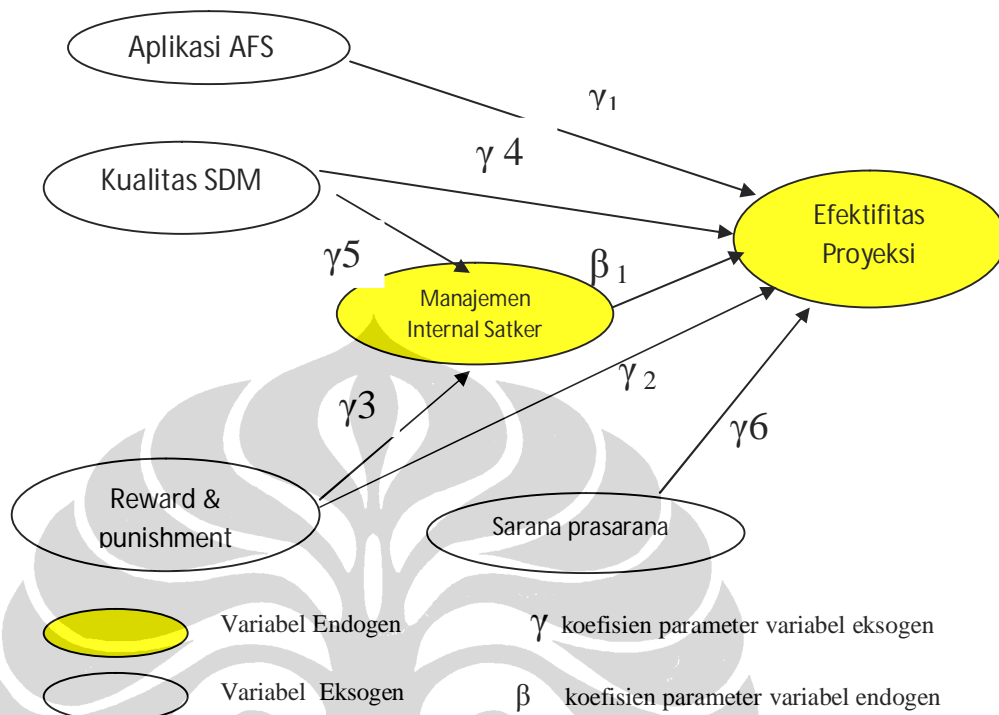 Aplikasi AFS
γ1
γ 4
Kualitas SDM
Efektifitas
Proyeksi
γ5
β 1
Manajemen
Internal Satker
γ 2
γ3
γ6
Reward &
punishment
Sarana prasarana
Variabel Endogen
γ koefisien parameter variabel eksogen
Variabel Eksogen
β koefisien parameter variabel endogen